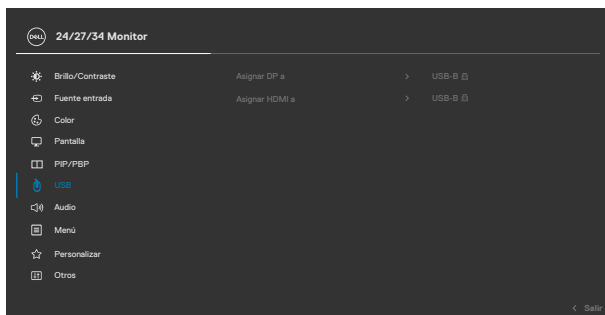 DELL 24/27/34 Monitor
Brillo/Contraste Asignar DP a > USB-B
Fuente entrada Asignar HDMI a > USB-B
Color
Pantalla
PIP/PBP
USB
Audio
Menú
Personalizar
Otros
< Salir